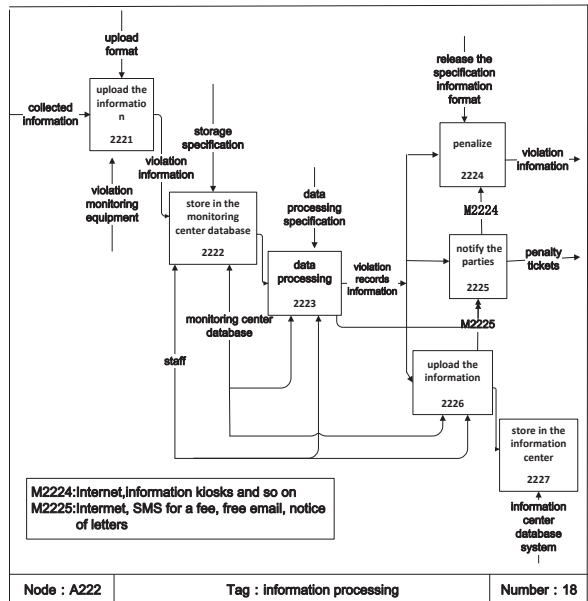 upload
format
release the
specification
information
format
collected
information
upload the
informatio
n
2221
storage
specification
penalize
2224
violation
information
violation
information
violation
monitoring
equipment
data
processing
specification
M2224
store in the
monitoring
center database
2222
data
processing
2223
violation
records
information
notify the
parties
2225
penalty
tickets
monitoring center
database
M2225
staff
upload the
information
2226
store in the
information
center
2227
M2224:Internet,information kiosks and so on
M2225:Internet, SMS for a fee, free email, notice
of letters
information
center
database
system
Node : A222
Tag : information processing
Number : 18